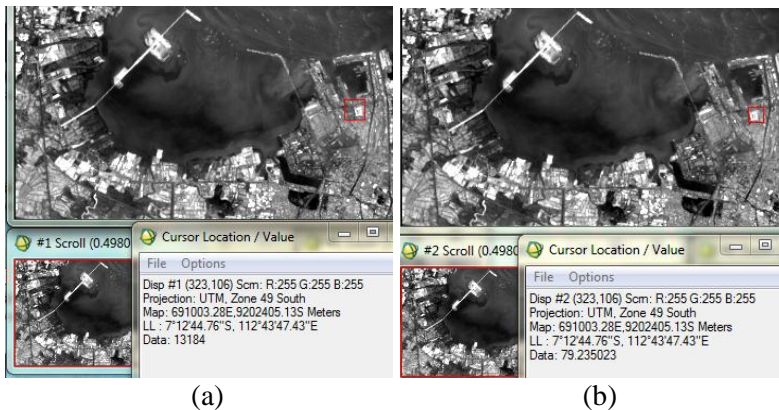 #1 Scroll (0.4980
Cursor Location / Value
File Options
Disp #1 (323,106) Scrn: R:255 G:255 B:255
Projection: UTM, Zone 49 South
Map: 691003.28E,9202405.13S Meters
LL : 7°12'44.76"S, 112°43'47.43"E
Data: 13184
(a)
#2 Scroll (0.4980
Cursor Location / Value
File Options
Disp #2 (323,106) Scrn: R:255 G:255 B:255
Projection: UTM, Zone 49 South
Map: 691003.28E,9202405.13S Meters
LL : 7°12'44.76"S, 112°43'47.43"E
Data: 79.235023
(b)